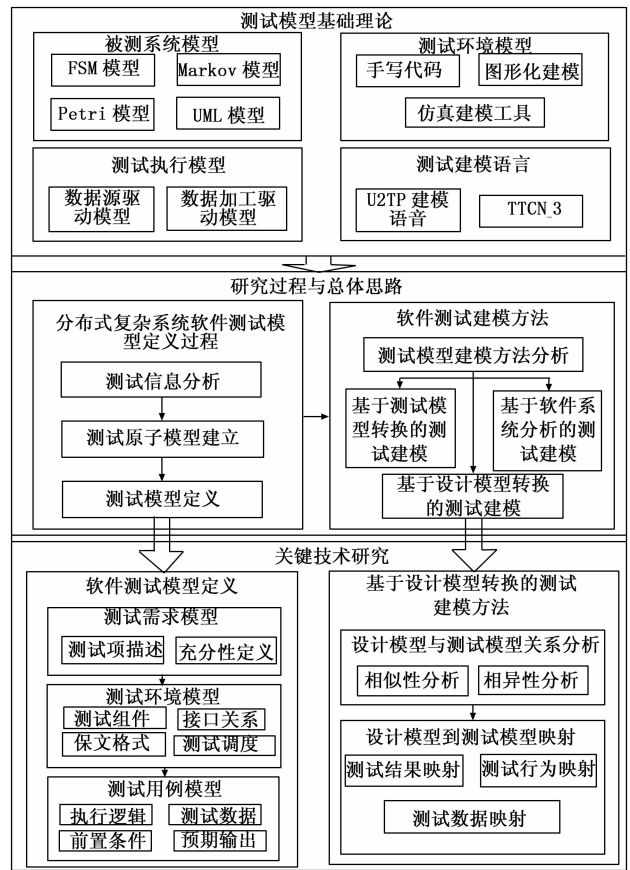 测试模型基础理论
被测系统模型
FSM 模型
Markov 模型
Petri 模型
UML 模型
测试环境模型
手写代码
图形化建模
仿真建模工具
测试执行模型
数据源驱
动模型
数据加工驱
动模型
测试建模语言
U2TP 建模
语音
TTCN_3
研究过程与总体思路
分布式复杂系统软件测试模
型定义过程
测试信息分析
测试原子模型建立
测试模型定义
软件测试建模方法
测试模型建模方法分析
基于测试模
型转换的测
试建模
基于软件系
统分析的测
试建模
基于设计模型转换
的测试建模
关键技术研究
软件测试模型定义
测试需求模型
测试项描述
充分性定义
测试环境模型
测试组件
接口关系
保文格式
测试调度
测试用例模型
执行逻辑
测试数据
前置条件
预期输出
基于设计模型转换的测试
建模方法
设计模型与测试模型关系分析
相似性分析
相异性分析
设计模型到测试模型映射
测试结果映射
测试行为映射
测试数据映射